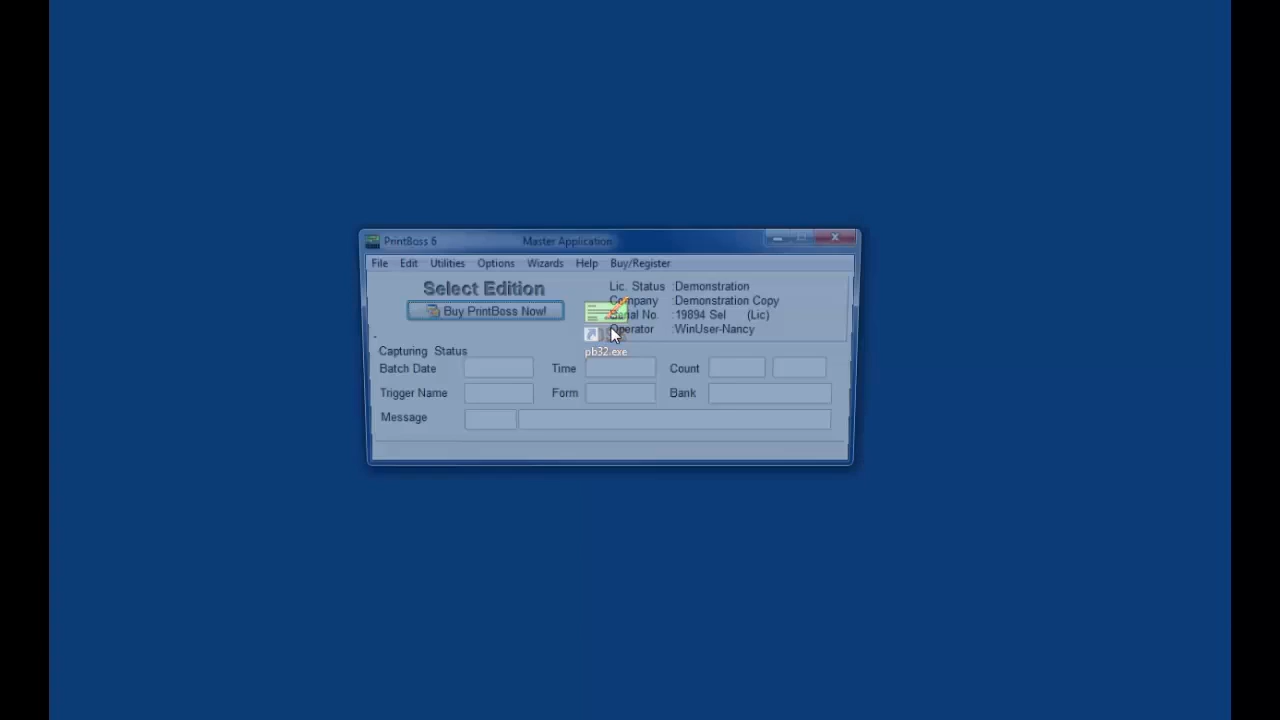 PrintBoss 6 Master Application
File Edit Utilities Options Wizards Help Buy/Register
Select Edition
Buy PrintBoss Now!
Lic. Status :Demonstration
Company :Demonstration Copy
Serial No. :19894 Sel (Lic)
Operator :WinUser-Nancy
pb32.exe
Capturing Status
Batch Date Time Count
Trigger Name Form Bank
Message